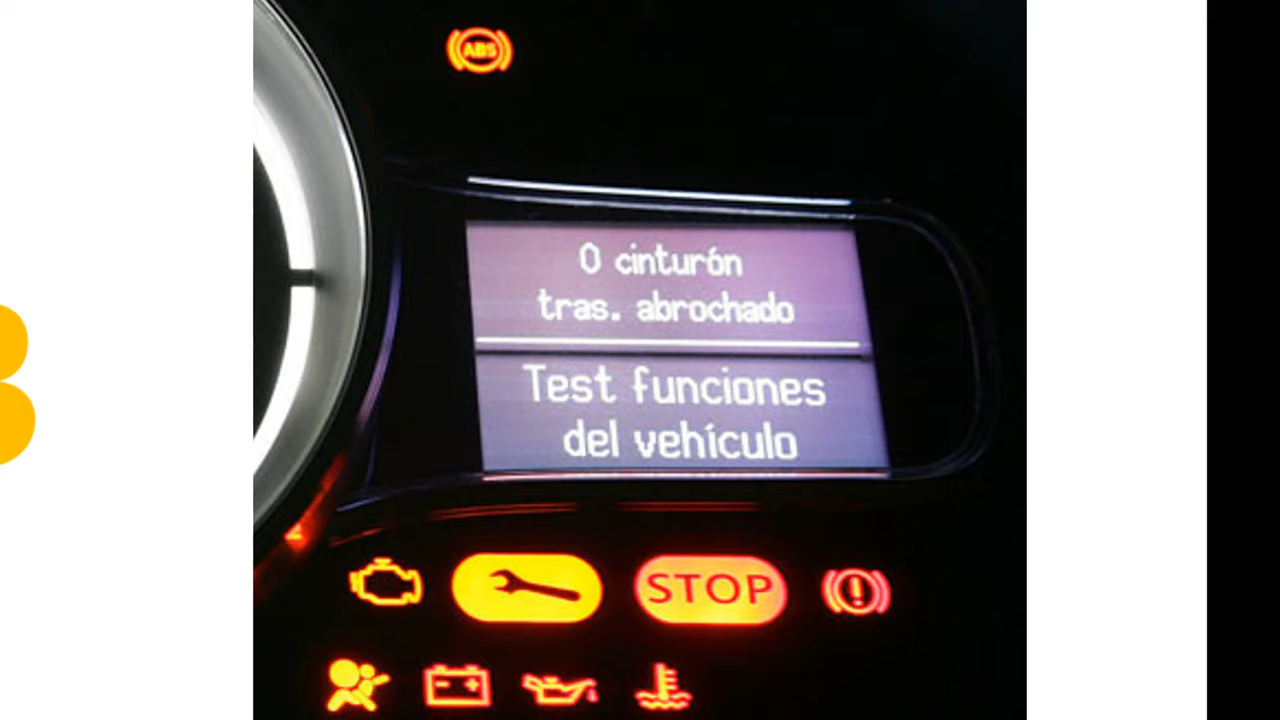 ABS
0 cinturón
tras. abrochado
Test funciones
del vehículo
STOP